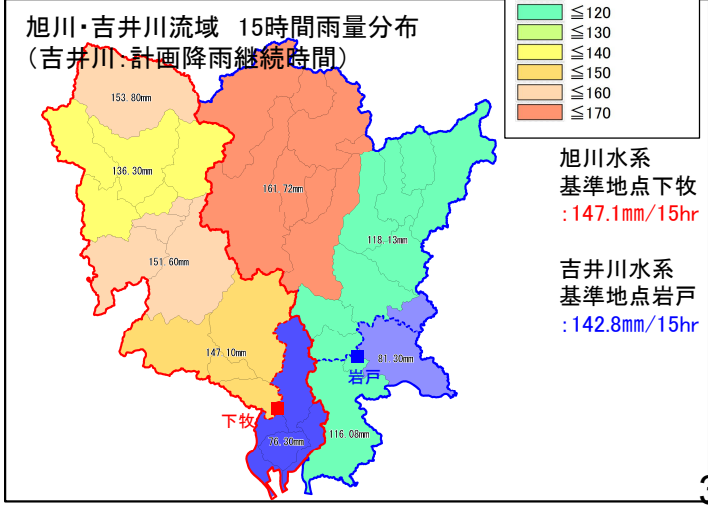 旭川・吉井川流域 15時間雨量分布
(吉井川:計画降雨継続時間)
≦120
≦130
≦140
≦150
≦160
≦170
153.80mm
136.30mm
161.72mm
118.13mm
151.60mm
147.10mm
81.30mm
岩戸
下牧
76.30mm
116.08mm
旭川水系
基準地点下牧
:147.1mm/15hr
吉井川水系
基準地点岩戸
:142.8mm/15hr
3